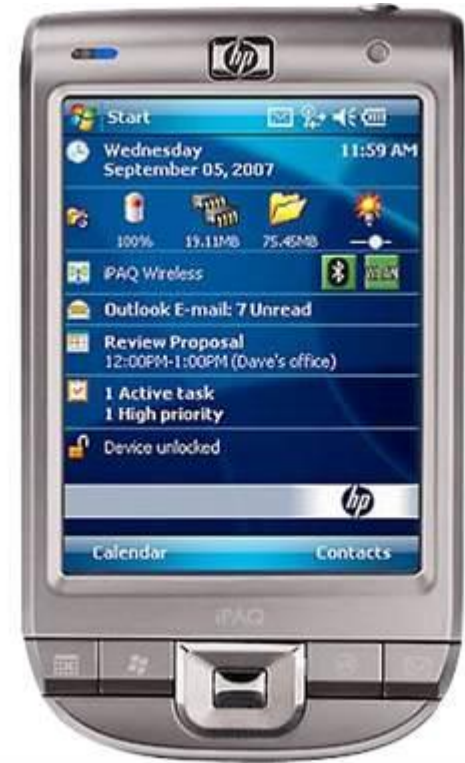 hp
Start
Wednesday 11:59 AM
September 05, 2007
100% 19.11MB 75.45MB
iPAQ Wireless WLAN
Outlook E-mail: 7 Unread
Review Proposal
12:00PM-1:00PM (Dave's office)
1 Active task
1 High priority
Device unlocked
hp
Calendar Contacts
iPAQ